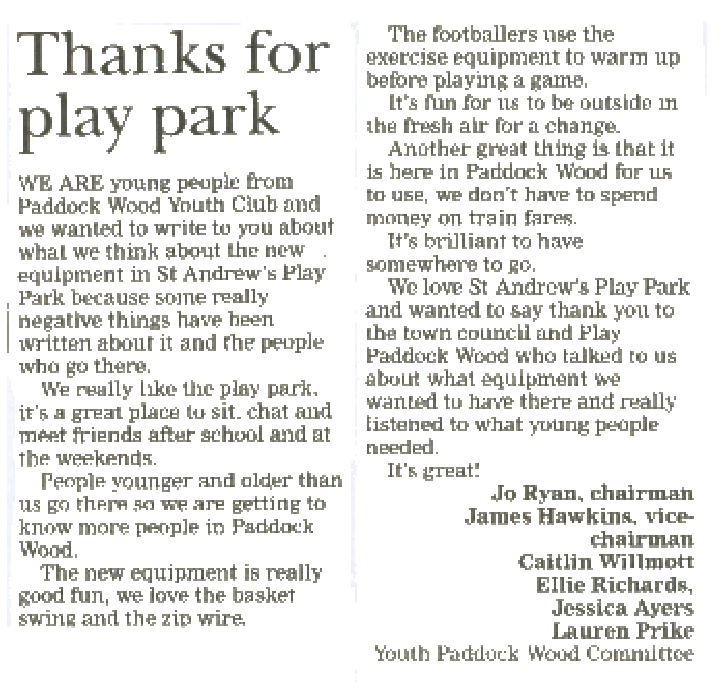 Thanks for
play park
WE ARE young people from
Paddock Wood Youth Club and
we wanted to write to you about
what we think about the new
equipment in St Andrew's Play
Park because some really
negative things have been
written about it and the people
who go there.
We really like the play park,
it's a great place to sit, chat and
meet friends after school and at
the weekends.
People younger and older than
us go there so we are getting to
know more people in Paddock
Wood.
The new equipment is really
good fun, we love the basket
swing and the zip wire.
The footballers use the
exercise equipment to warm up
before playing a game.
It's fun for us to be outside in
the fresh air for a change.
Another great thing is that it
is here in Paddock Wood for us
to use, we don't have to spend
money on train fares.
It's brilliant to have
somewhere to go.
We love St Andrew's Play Park
and wanted to say thank you to
the town council and Play
Paddock Wood who talked to us
about what equipment we
wanted to have there and really
listened to what young people
needed.
It's great!
Jo Ryan, chairman
James Hawkins, vice-
chairman
Caitlin Willmott
Ellie Richards,
Jessica Ayers
Lauren Prike
Youth Paddock Wood Committee